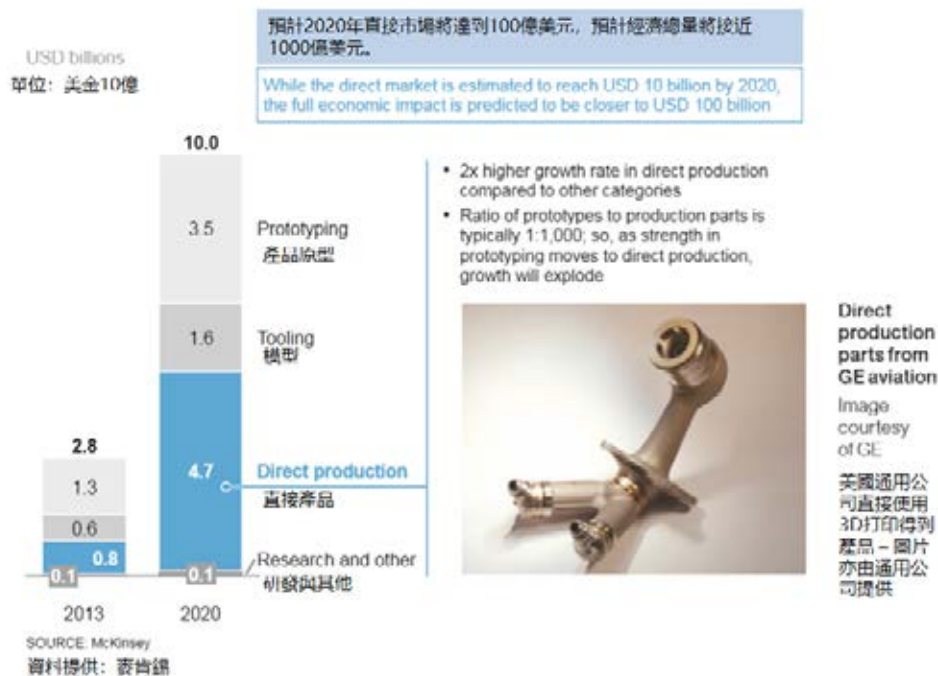 預計2020年直接市場將達到100億美元，預計經濟總量將接近
1000億美元。
USD billions
單位：美金10億
While the direct market is estimated to reach USD 10 billion by 2020,
the full economic impact is predicted to be closer to USD 100 billion
10.0
3.5
Prototyping
產品原型
1.6
Tooling
模型
4.7
Direct production
直接產品
0.1
Research and other
研發與其他
2.8
1.3
0.6
0.8
0.1
2013
2020
• 2x higher growth rate in direct production
compared to other categories
• Ratio of prototypes to production parts is
typically 1:1,000; so, as strength in
prototyping moves to direct production,
growth will explode
Direct
production
parts from
GE aviation
Image
courtesy
of GE
美國通用公
司直接使用
3D打印得到
產品 – 圖片
亦由通用公
司提供
SOURCE: McKinsey
資料提供：麥肯錫